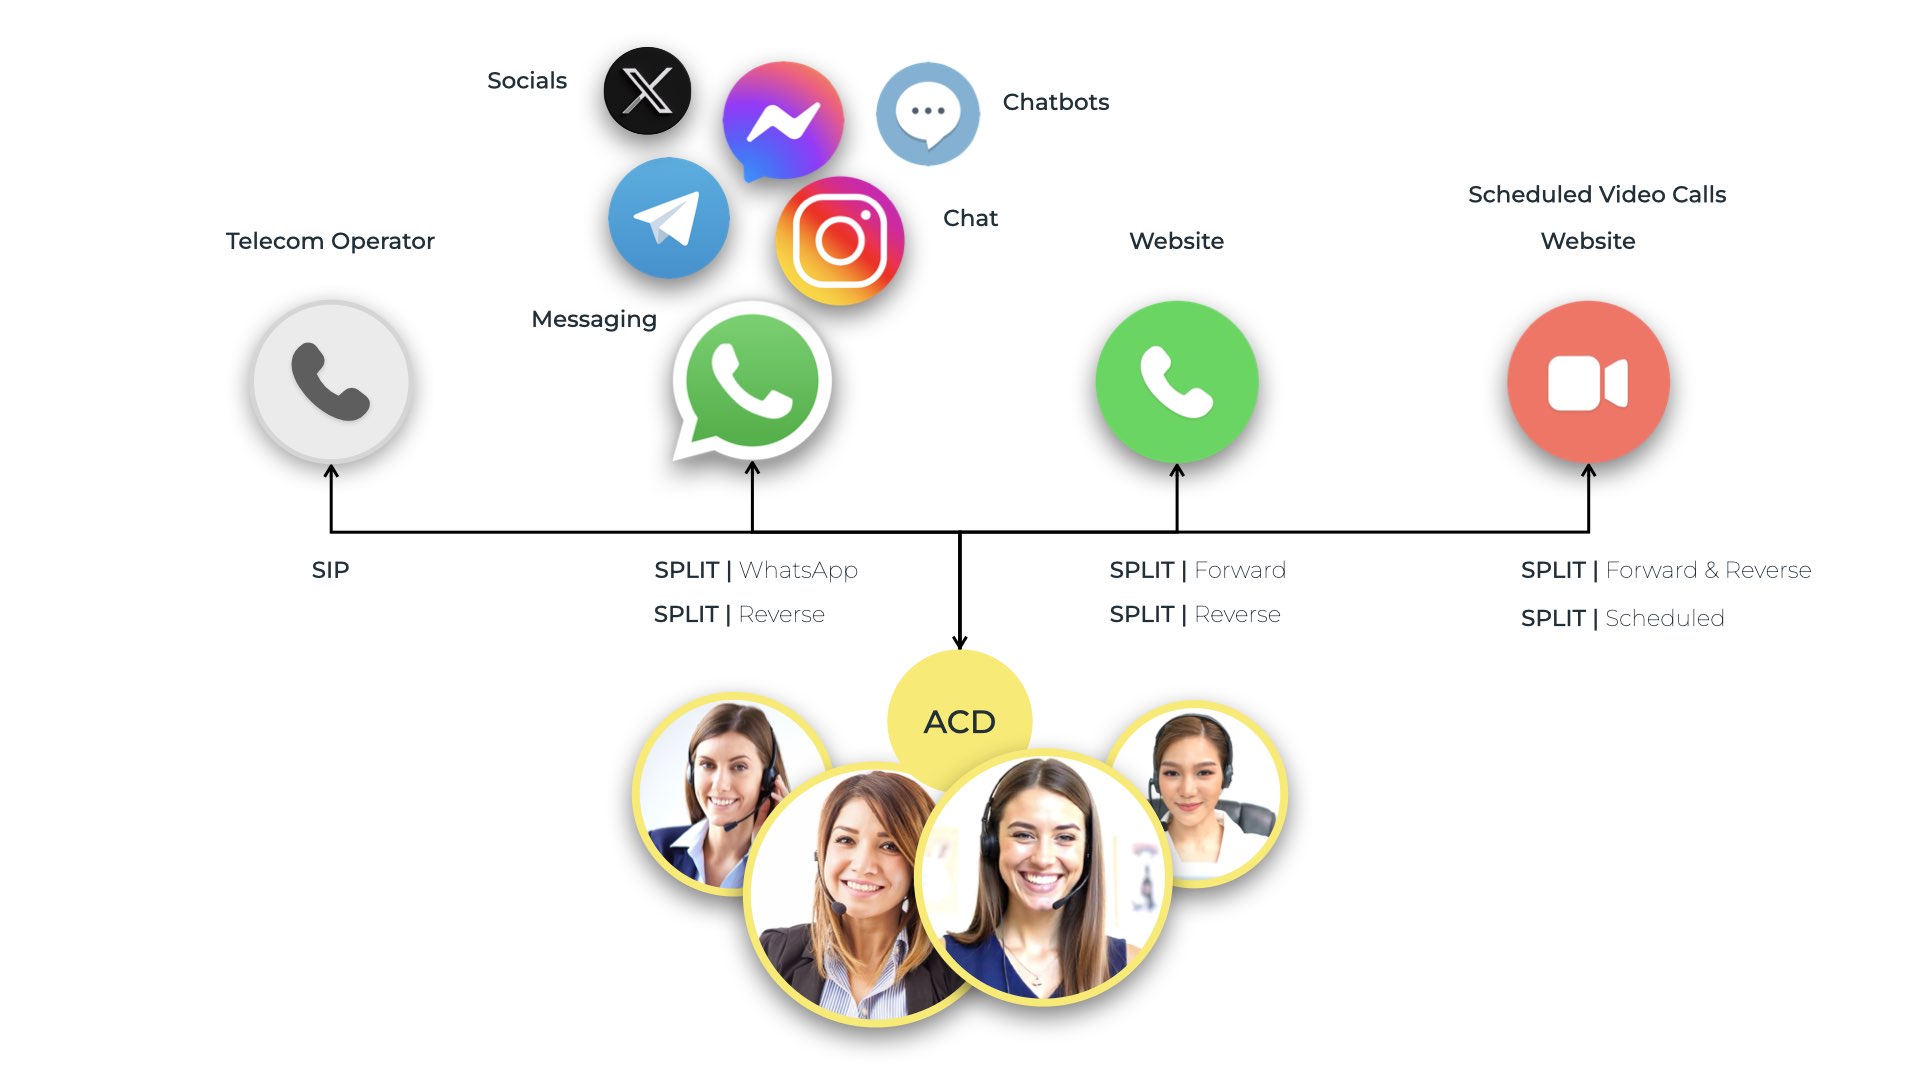 Socials
Chatbots
Scheduled Video Calls
Telecom Operator
Chat
Website
Website
Messaging
SIP
SPLIT | WhatsApp
SPLIT | Reverse
SPLIT | Forward
SPLIT | Reverse
SPLIT | Forward & Reverse
SPLIT | Scheduled
ACD